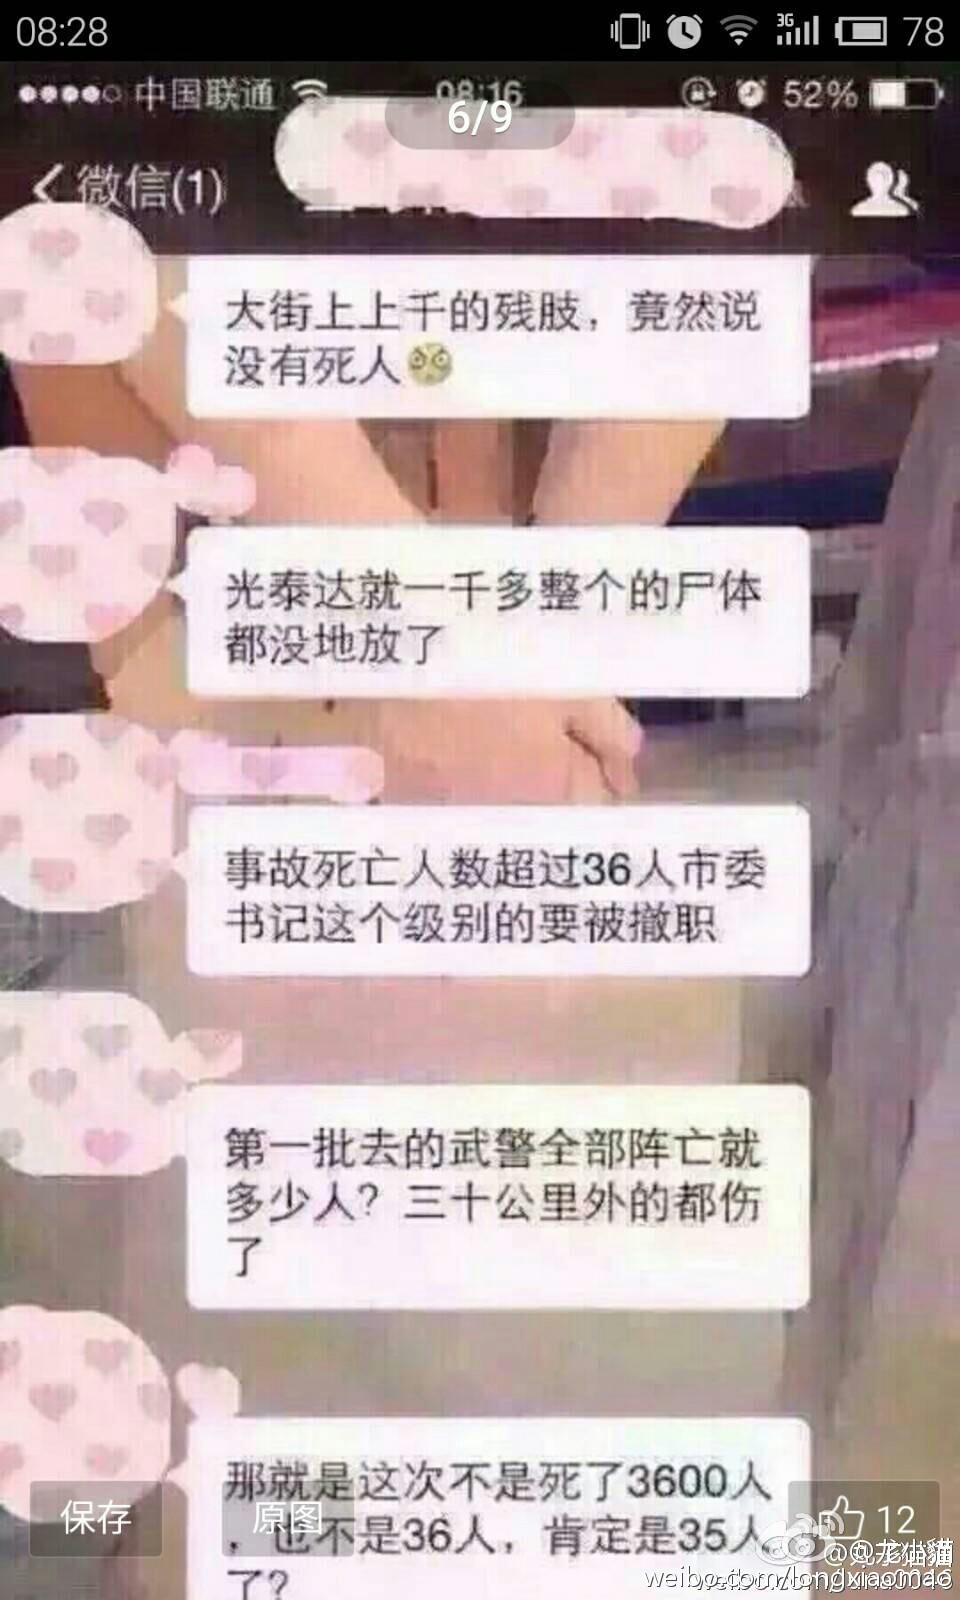 08:28
3G
78
中国联通
08:16
52%
6/9
微信(1)
大街上上千的残肢，竟然说
没有死人
光泰达就一千多整个的尸体
都没地放了
事故死亡人数超过36人市委
书记这个级别的要被撤职
第一批去的武警全部阵亡就
多少人？三十公里外的都伤
了
那就是这次不是死了3600人
，也不是36人，肯定是35人
了？
保存
原图
12